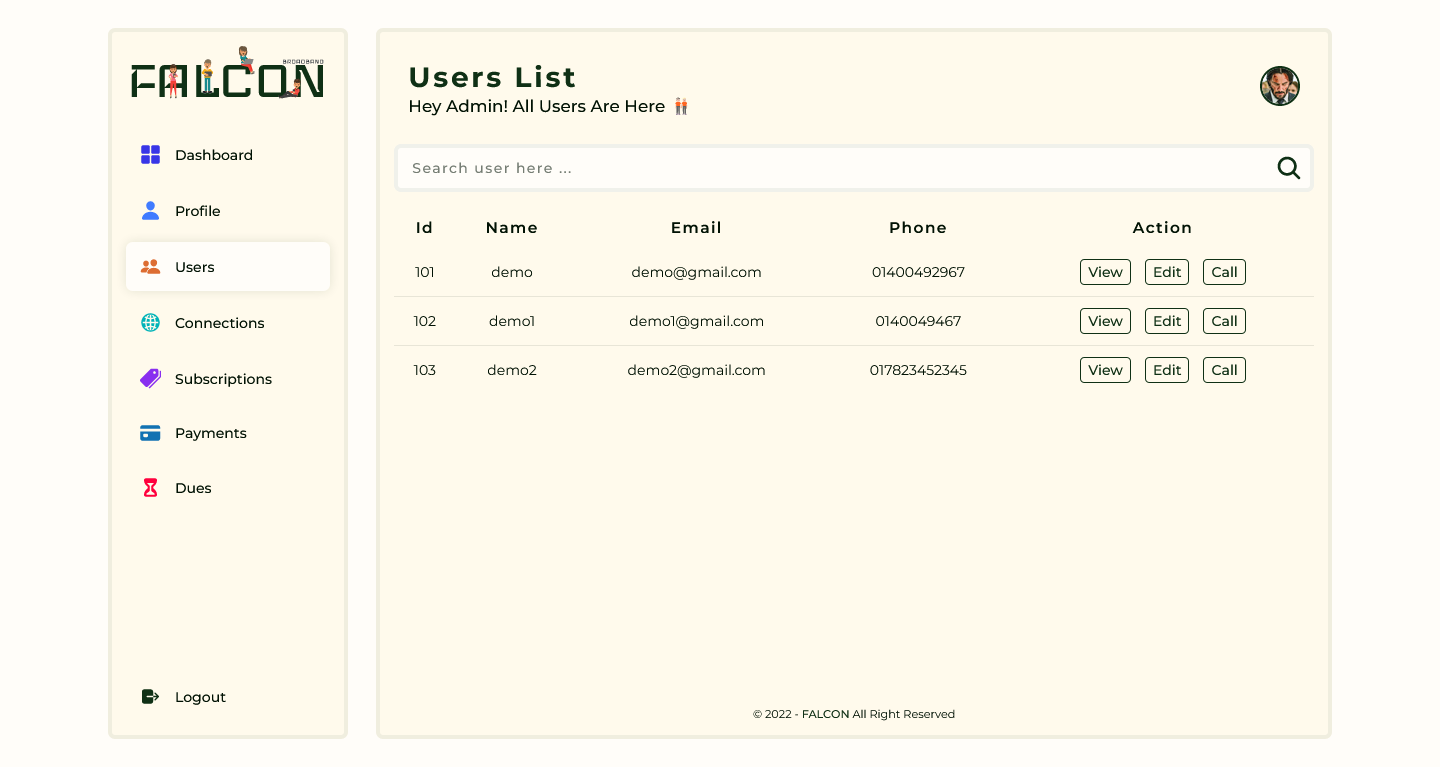 BROADBAND
FALCON
Dashboard
Profile
Users
Connections
Subscriptions
Payments
Dues
Logout
Users List
Hey Admin! All Users Are Here
Search user here ...
Id Name Email Phone Action
101 demo demo@gmail.com 01400492967 View Edit Call
102 demo1 demo1@gmail.com 0140049467 View Edit Call
103 demo2 demo2@gmail.com 017823452345 View Edit Call
© 2022 - FALCON All Right Reserved